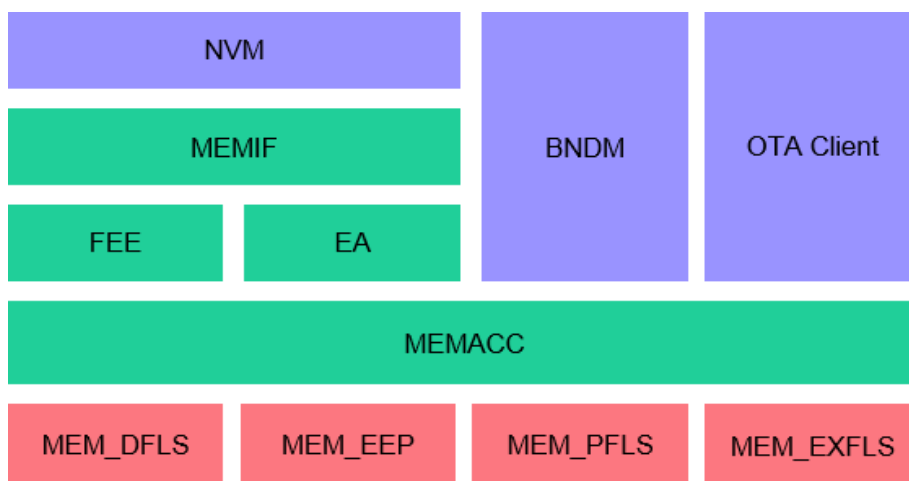 NVM
BNDM
OTA Client
MEMIF
FEE
EA
MEMACC
MEM_DFLS
MEM_EEP
MEM_PFLS
MEM_EXFLS